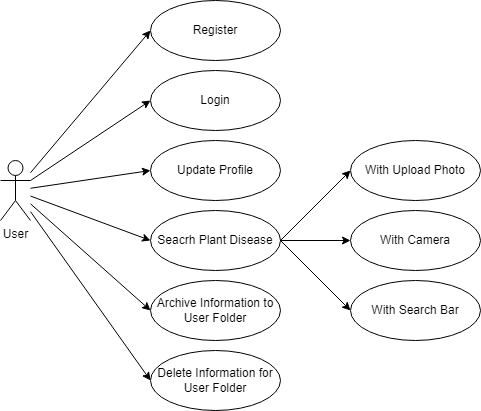 Register
Login
Update Profile
With Upload Photo
User
Seacrh Plant Disease
With Camera
Archive Information to
User Folder
With Search Bar
Delete Information for
User Folder